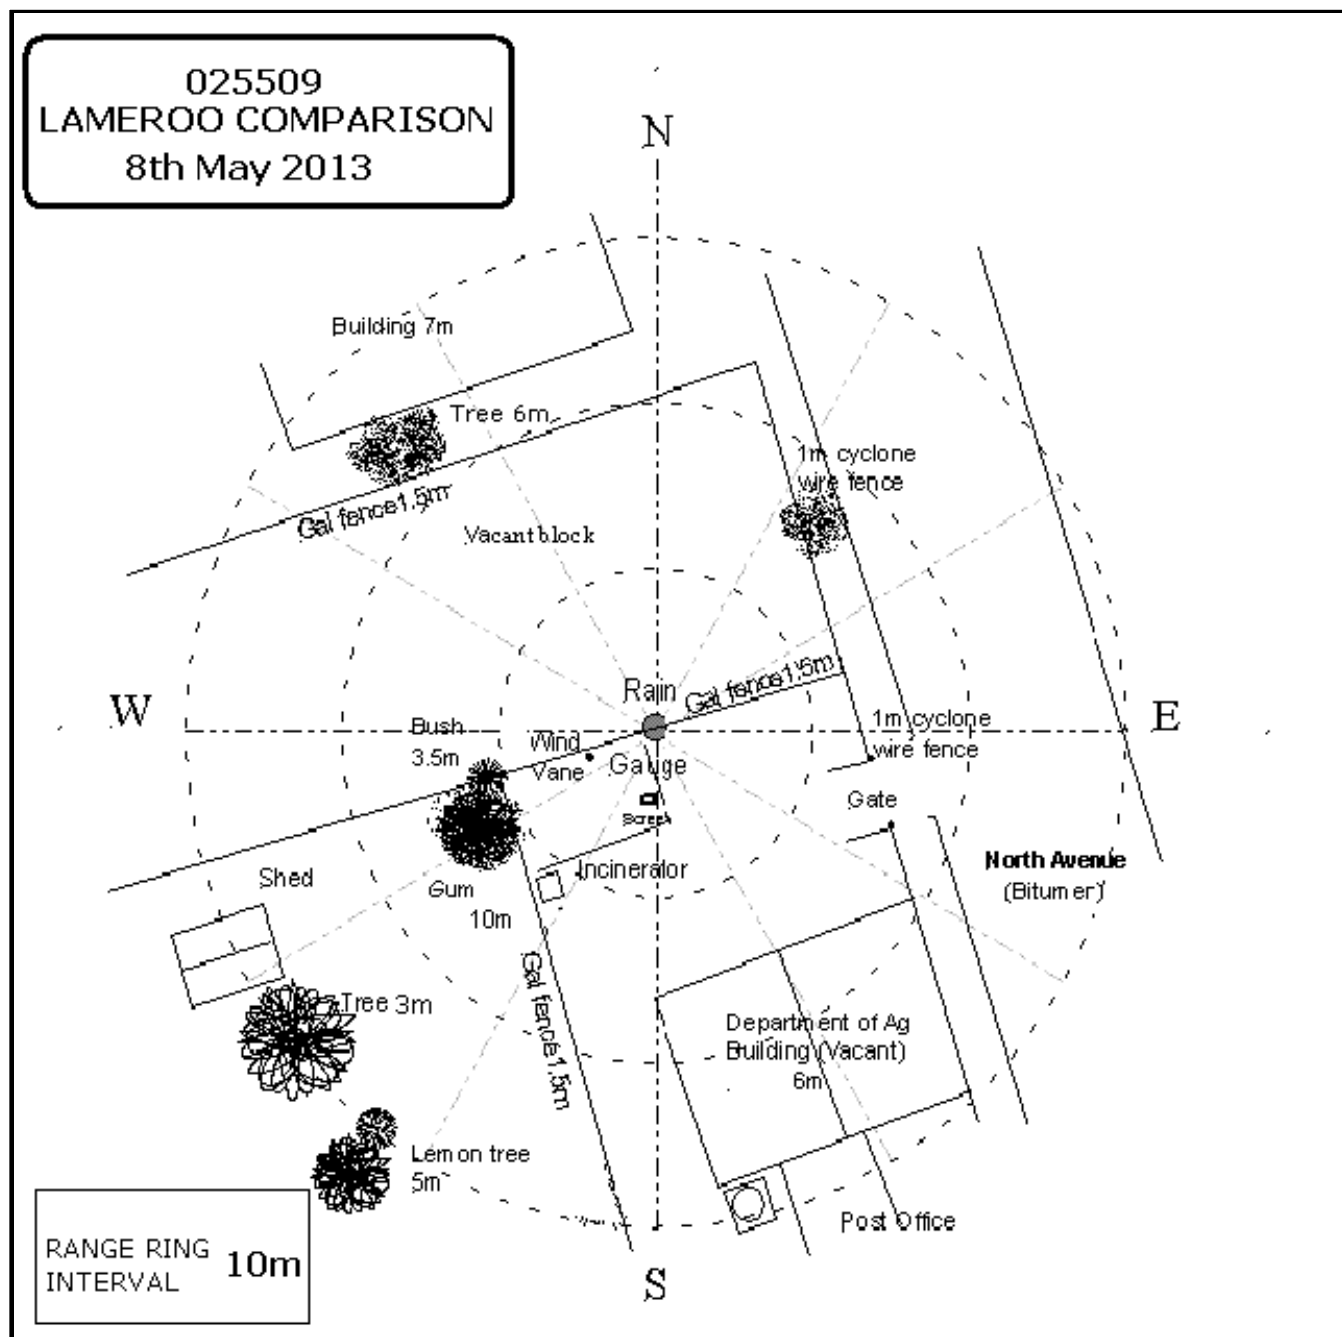 025509
LAMEROO COMPARISON
8th May 2013
N
Building 7m
Tree 6m
1m cyclone
wire fence
Gal fence1,5m
Vacant block
Rain
Gauge
Gal fence1,5m
W
E
Bush
3.5m
Wind
Vane
1m cyclone
wire fence
Screen
Gate
Shed
Gum
10m
Incinerator
North Avenue
(Bitumer)
Gal fence1,5m
Tree 3m
Department of Ag
Building (Vacant)
6m
Lemon tree
5m
Post Office
S
RANGE RING
INTERVAL
10m